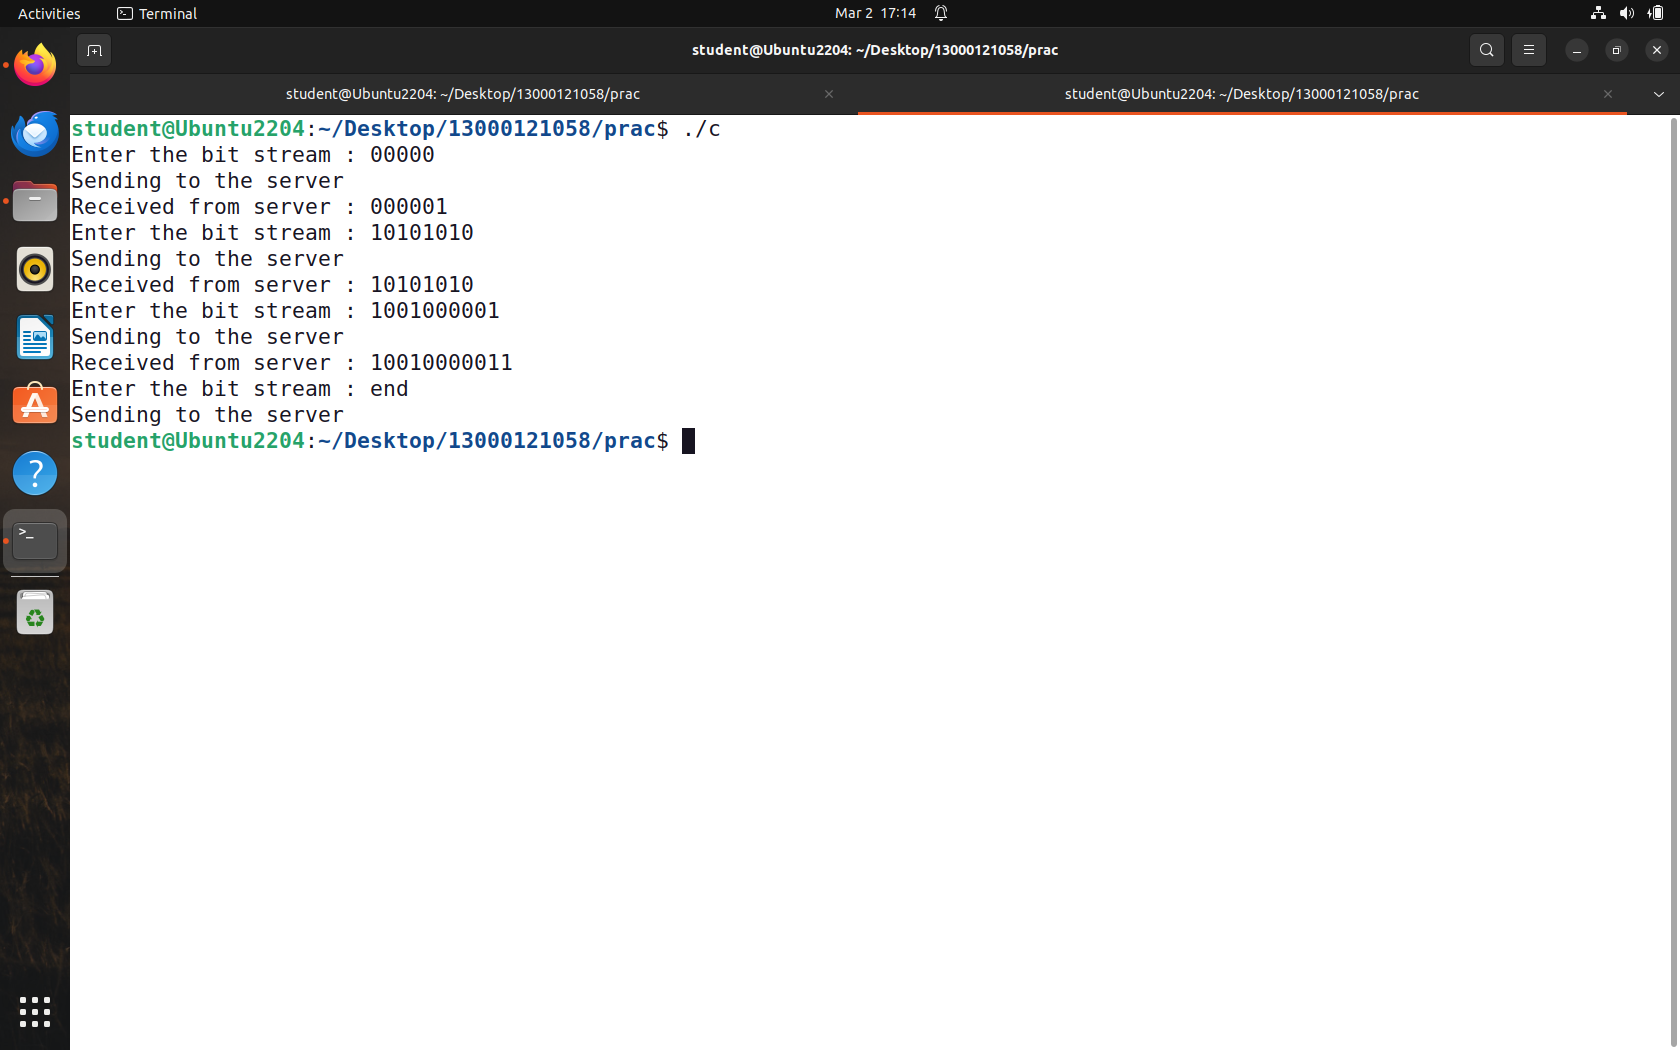 Activities Terminal Mar 2 17:14
student@Ubuntu2204: ~/Desktop/13000121058/prac
student@Ubuntu2204: ~/Desktop/13000121058/prac student@Ubuntu2204: ~/Desktop/13000121058/prac
student@Ubuntu2204:~/Desktop/13000121058/prac$ ./c
Enter the bit stream : 00000
Sending to the server
Received from server : 000001
Enter the bit stream : 10101010
Sending to the server
Received from server : 10101010
Enter the bit stream : 1001000001
Sending to the server
Received from server : 10010000011
Enter the bit stream : end
Sending to the server
student@Ubuntu2204:~/Desktop/13000121058/prac$